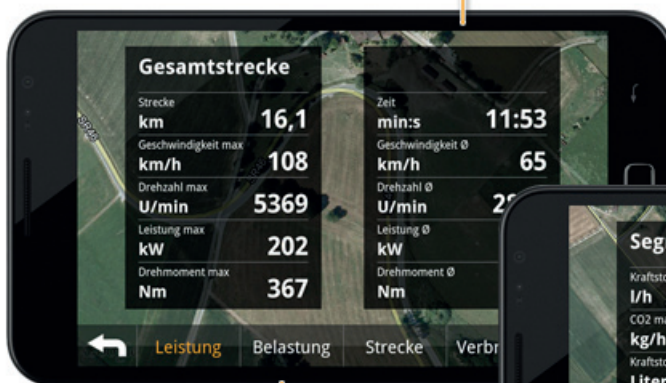 Gesamtstrecke
Strecke
km 16,1
Geschwindigkeit max
km/h 108
Drehzahl max
U/min 5369
Leistung max
kW 202
Drehmoment max
Nm 367
Zeit
min:s 11:53
Geschwindigkeit Ø
km/h 65
Drehzahl Ø
U/min
Leistung Ø
kW
Drehmoment Ø
Nm
Leistung Belastung Strecke
l/h
kg/h